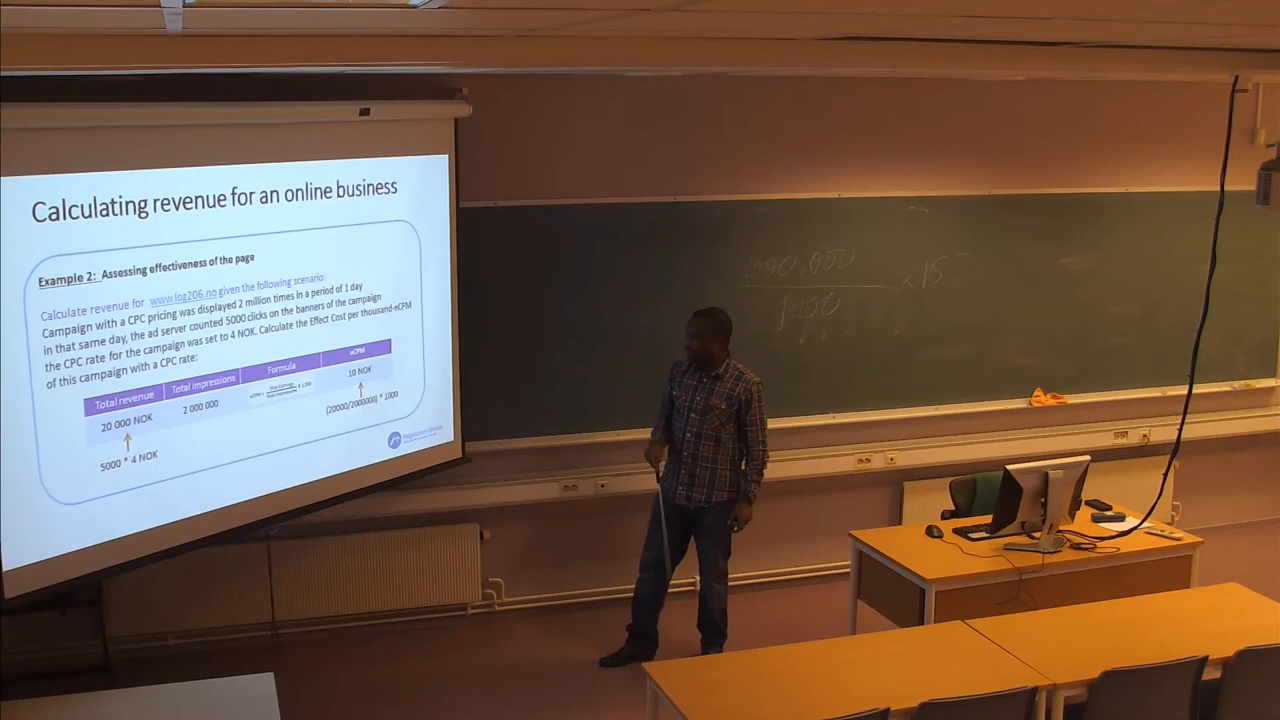 Calculating revenue for an online business
Example 2: Assessing effectiveness of the page
Calculate revenue for www.log206.no given the following scenario:
Campaign with a CPC pricing was displayed 2 million times in a period of 1 day
in that same day, the ad server counted 5000 clicks on the banners of the campaign
the CPC rate for the campaign was set to 4 NOK. Calculate the Effect Cost per thousand-eCPM
of this campaign with a CPC rate:
Total revenue Total impressions Formula eCPM
20 000 NOK 2 000 000 10 NOK
5000 * 4 NOK (20000/2000000) * 1000
1000 x15